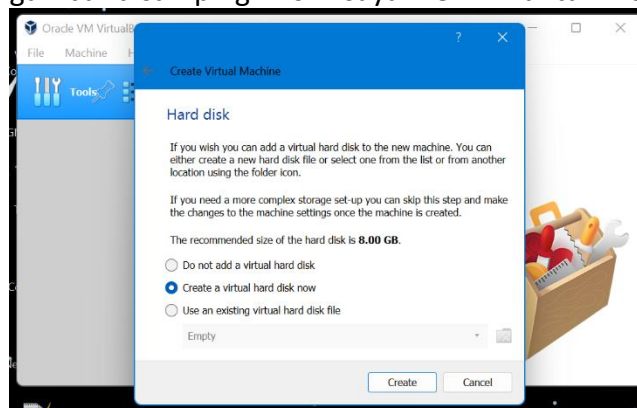 Oracle VM VirtualB
File Machine H
Tools
? ×
Create Virtual Machine
Hard disk
If you wish you can add a virtual hard disk to the new machine. You can
either create a new hard disk file or select one from the list or from another
location using the folder icon.
If you need a more complex storage set-up you can skip this step and make
the changes to the machine settings once the machine is created.
The recommended size of the hard disk is 8.00 GB.
Do not add a virtual hard disk
Create a virtual hard disk now
Use an existing virtual hard disk file
Empty
Create Cancel